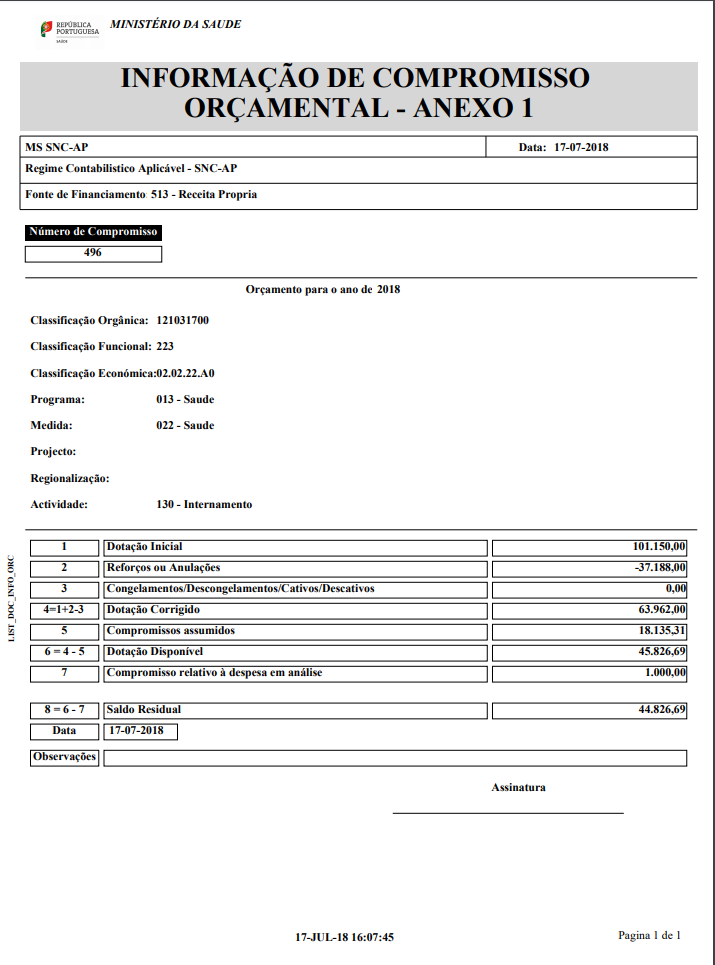 REPÚBLICA
PORTUGUESA
SAÚDE
MINISTÉRIO DA SAUDE
INFORMAÇÃO DE COMPROMISSO
ORÇAMENTAL - ANEXO 1
MS SNC-AP Data: 17-07-2018
Regime Contabilistico Aplicável - SNC-AP
Fonte de Financiamento 513 - Receita Propria
Número de Compromisso
496
Orçamento para o ano de 2018
Classificação Orgânica: 121031700
Classificação Funcional: 223
Classificação Económica:02.02.22.A0
Programa: 013 - Saude
Medida: 022 - Saude
Projecto:
Regionalização:
Actividade: 130 - Internamento
1 Dotação Inicial 101.150,00
2 Reforços ou Anulações -37.188,00
3 Congelamentos/Descongelamentos/Cativos/Descativos 0,00
4=1+2-3 Dotação Corrigido 63.962,00
5 Compromissos assumidos 18.135,31
6 = 4 - 5 Dotação Disponível 45.826,69
7 Compromisso relativo à despesa em análise 1.000,00
8 = 6 - 7 Saldo Residual 44.826,69
Data 17-07-2018
Observações
Assinatura
LIST_DOC_INFO_ORC
17-JUL-18 16:07:45 Pagina 1 de 1